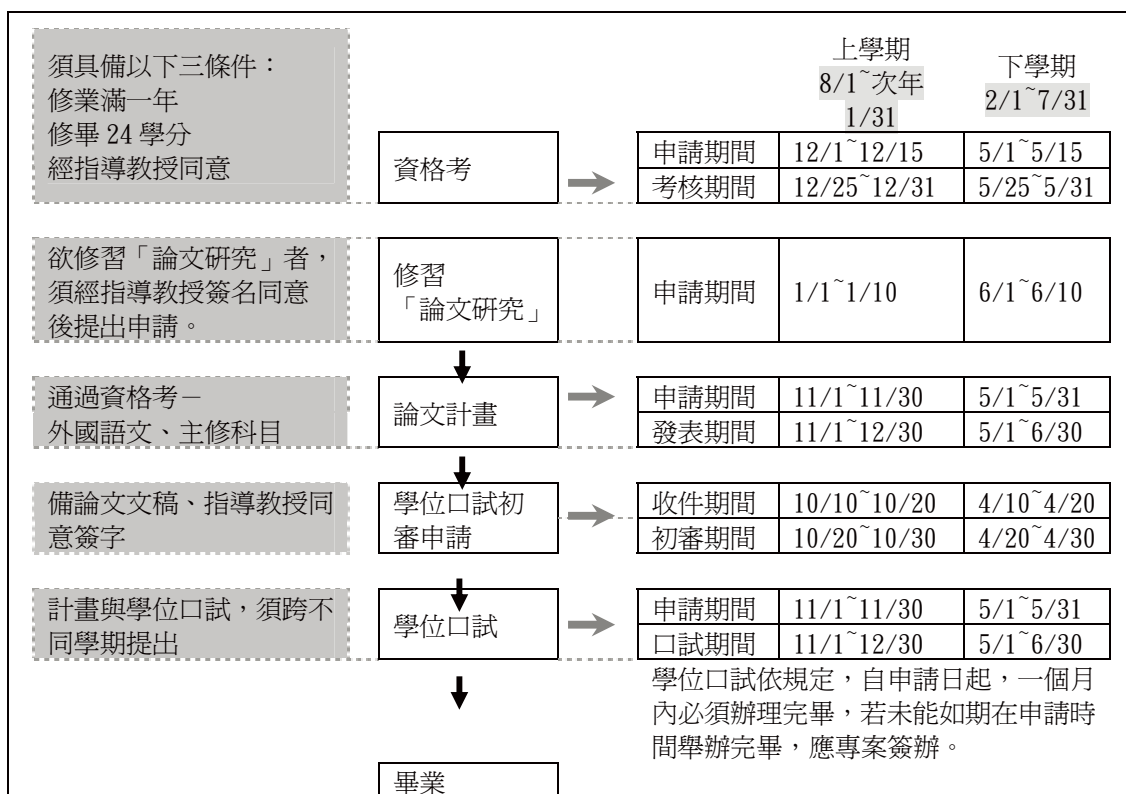 須具備以下三條件：
修業滿一年
修畢 24 學分
經指導教授同意
資格考
上學期
8/1~次年
1/31
下學期
2/1~7/31
申請期間 12/1~12/15 5/1~5/15
考核期間 12/25~12/31 5/25~5/31
欲修習「論文研究」者，
須經指導教授簽名同意
後提出申請。
修習
「論文研究」
申請期間 1/1~1/10 6/1~6/10
通過資格考－
外國語文、主修科目
論文計畫
申請期間 11/1~11/30 5/1~5/31
發表期間 11/1~12/30 5/1~6/30
備論文文稿、指導教授同
意簽字
學位口試初
審申請
收件期間 10/10~10/20 4/10~4/20
初審期間 10/20~10/30 4/20~4/30
計畫與學位口試，須跨不
同學期提出
學位口試
申請期間 11/1~11/30 5/1~5/31
口試期間 11/1~12/30 5/1~6/30
學位口試依規定，自申請日起，一個月
內必須辦理完畢，若未能如期在申請時
間舉辦完畢，應專案簽辦。
畢業